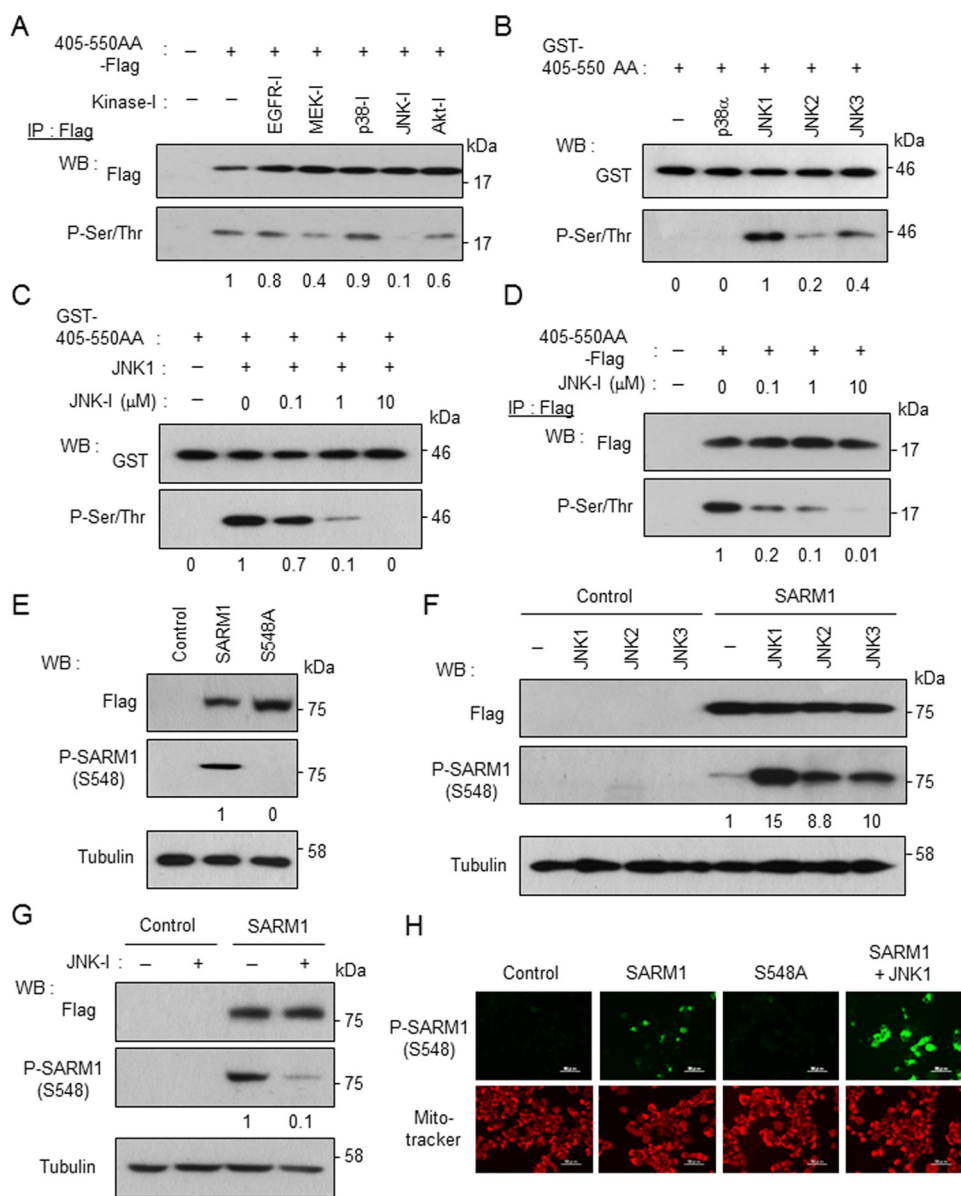 A
405-550AA
-Flag : – + + + + + +
Kinase-I : – – EGFR-I MEK-I p38-I JNK-I Akt-I
IP : Flag
kDa
WB : Flag 17
P-Ser/Thr 17
1 0.8 0.4 0.9 0.1 0.6
B
GST-
405-550 AA : + + + + +
– p38α JNK1 JNK2 JNK3
kDa
WB :
GST 46
P-Ser/Thr 46
0 0 1 0.2 0.4
C
GST-
405-550AA : + + + + +
JNK1 : – + + + +
JNK-I (μM) – 0 0.1 1 10
kDa
WB :
GST 46
P-Ser/Thr 46
0 1 0.7 0.1 0
D
405-550AA
-Flag : – + + + +
JNK-I (μM) : – 0 0.1 1 10
IP : Flag
kDa
WB : Flag 17
P-Ser/Thr 17
1 0.2 0.1 0.01
E
Control SARM1 S548A
WB :
kDa
Flag 75
P-SARM1
(S548) 75
1 0
Tubulin 58
F
Control SARM1
– JNK1 JNK2 JNK3 – JNK1 JNK2 JNK3
WB :
kDa
Flag 75
P-SARM1
(S548) 75
1 15 8.8 10
Tubulin 58
G
Control SARM1
JNK-I : – + – +
kDa
WB :
Flag 75
P-SARM1
(S548) 75
1 0.1
Tubulin 58
H
Control SARM1 S548A SARM1
+ JNK1
P-SARM1
(S548)
Mito-
tracker